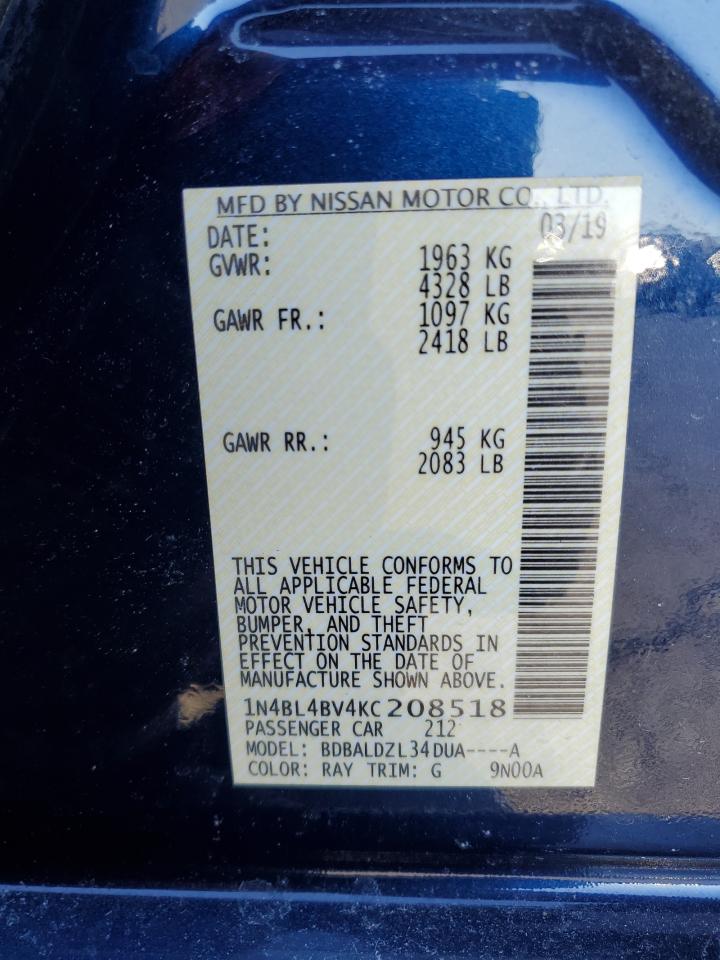 MFD BY NISSAN MOTOR CO., LTD.
DATE: 03/19
GVWR: 1963 KG
4328 LB
GAWR FR.: 1097 KG
2418 LB
GAWR RR.: 945 KG
2083 LB
THIS VEHICLE CONFORMS TO
ALL APPLICABLE FEDERAL
MOTOR VEHICLE SAFETY,
BUMPER, AND THEFT
PREVENTION STANDARDS IN
EFFECT ON THE DATE OF
MANUFACTURE SHOWN ABOVE.
1N4BL4BV4KC208518
PASSENGER CAR 212
MODEL: BDBALDZL34DUA----A
COLOR: RAY TRIM: G 9N00A